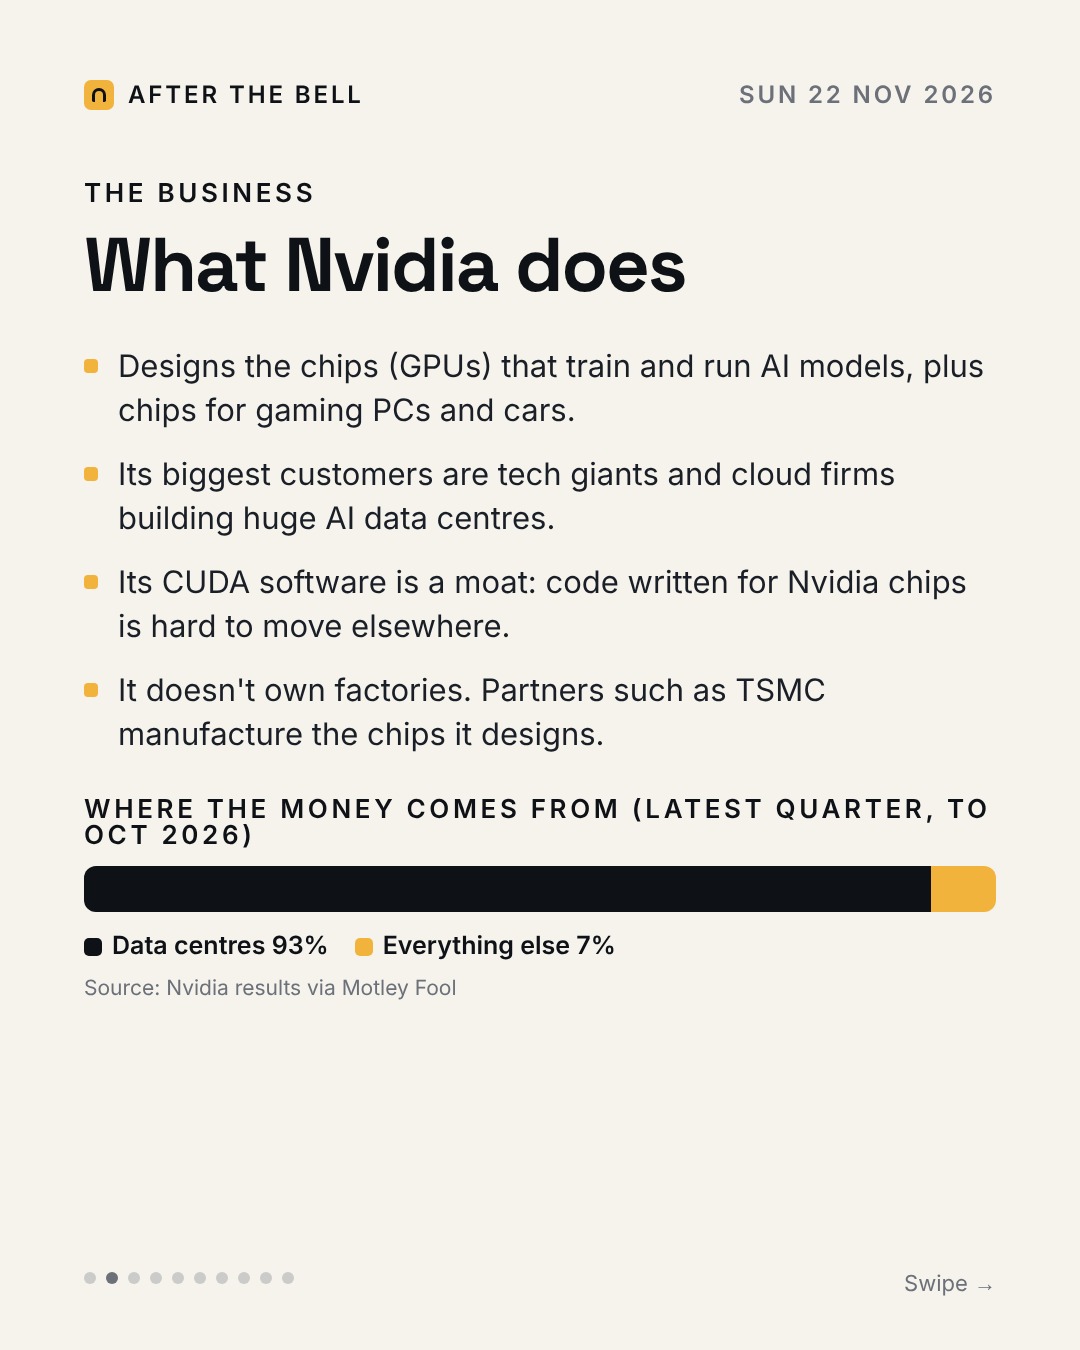 AFTER THE BELL
SUN 22 NOV 2026
THE BUSINESS
What Nvidia does
Designs the chips (GPUs) that train and run AI models, plus
chips for gaming PCs and cars.
Its biggest customers are tech giants and cloud firms
building huge AI data centres.
Its CUDA software is a moat: code written for Nvidia chips
is hard to move elsewhere.
It doesn't own factories. Partners such as TSMC
manufacture the chips it designs.
WHERE THE MONEY COMES FROM (LATEST QUARTER, TO
OCT 2026)
Data centres 93% Everything else 7%
Source: Nvidia results via Motley Fool
Swipe →